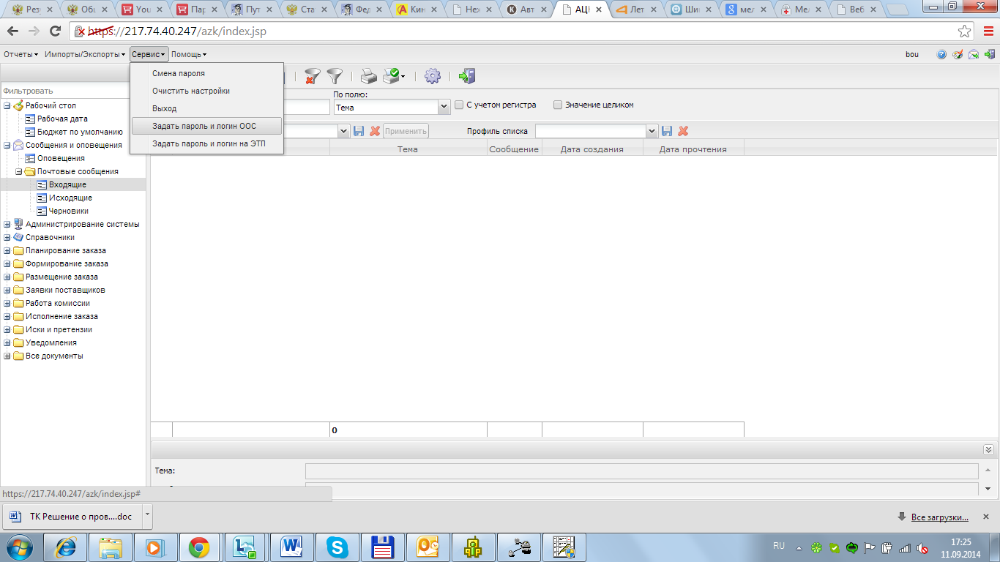 Рез
Общ
You
Пар
Пут
Ста
Фед
Кин
Нех
Авт
АЦК
Лет
Ши
мел
Ме
Веб
https://217.74.40.247/azk/index.jsp
Отчеты Импорты/Экспорты Сервис Помощь bou
Смена пароля
Очистить настройки
Выход
Задать пароль и логин ООС
Задать пароль и логин на ЭТП
По полю:
Тема С учетом регистра Значение целиком
Применить Профиль списка
Тема Сообщение Дата создания Дата прочтения
Фильтровать
Рабочий стол
Рабочая дата
Бюджет по умолчанию
Сообщения и оповещения
Оповещения
Почтовые сообщения
Входящие
Исходящие
Черновики
Администрирование системы
Справочники
Планирование заказа
Формирование заказа
Размещение заказа
Заявки поставщиков
Работа комиссии
Исполнение заказа
Иски и претензии
Уведомления
Все документы
0
Тема:
https://217.74.40.247/azk/index.jsp#
ТК Решение о пров....doc Все загрузки...
RU 17:25
11.09.2014